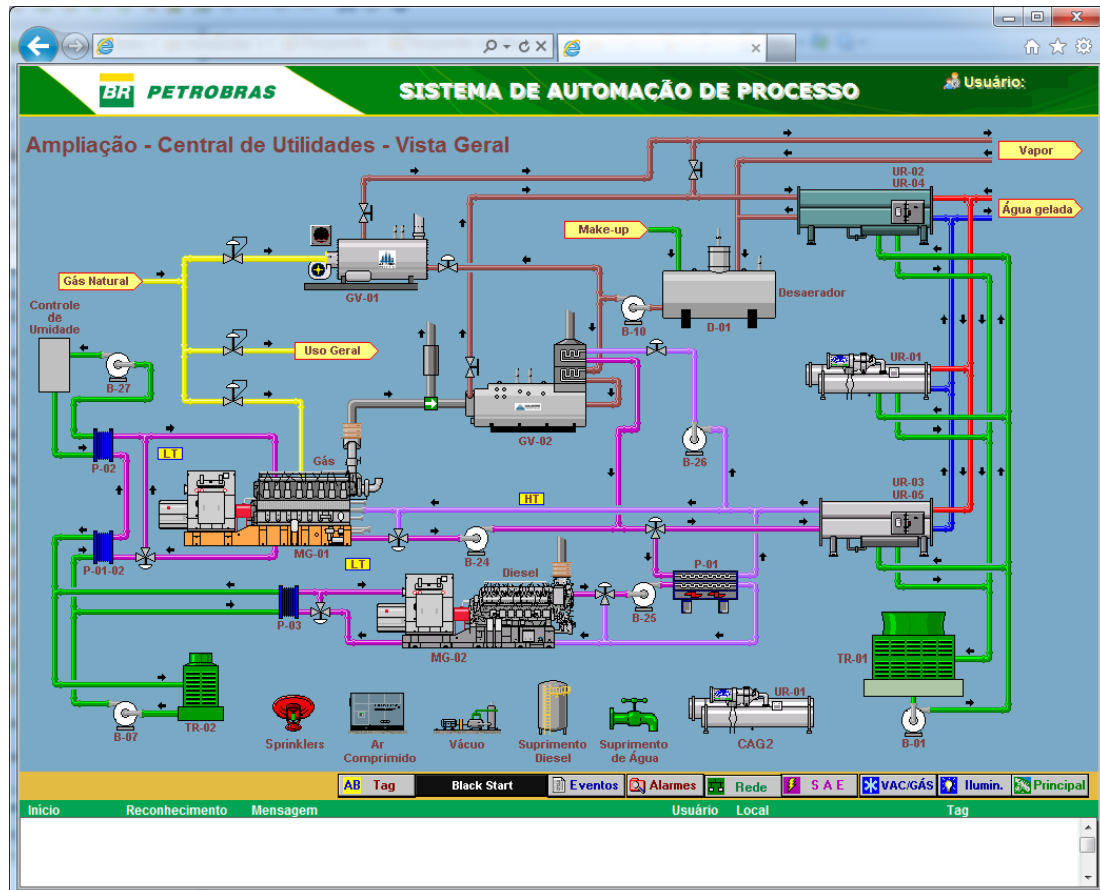 BR PETROBRAS
SISTEMA DE AUTOMAÇÃO DE PROCESSO
Usuário:
Ampliação - Central de Utilidades - Vista Geral
Vapor
UR-02
UR-04
Água gelada
Make-up
Gás Natural
GV-01
Desaerador
Controle
de
Umidade
B-10
D-01
Uso Geral
UR-01
B-27
GV-02
P-02
LT
Gás
B-26
UR-03
UR-05
HT
MG-01
P-01-02
B-24
LT
Diesel
P-01
P-03
B-25
MG-02
TR-01
UR-01
B-07
TR-02
Sprinklers
Ar
Comprimido
Vácuo
Suprimento
Diesel
Suprimento
de Água
CAG2
B-01
AB Tag
Black Start
Eventos
Alarmes
Rede
S A E
VAC/GÁS
Ilumin.
Principal
Início
Reconhecimento
Mensagem
Usuário
Local
Tag